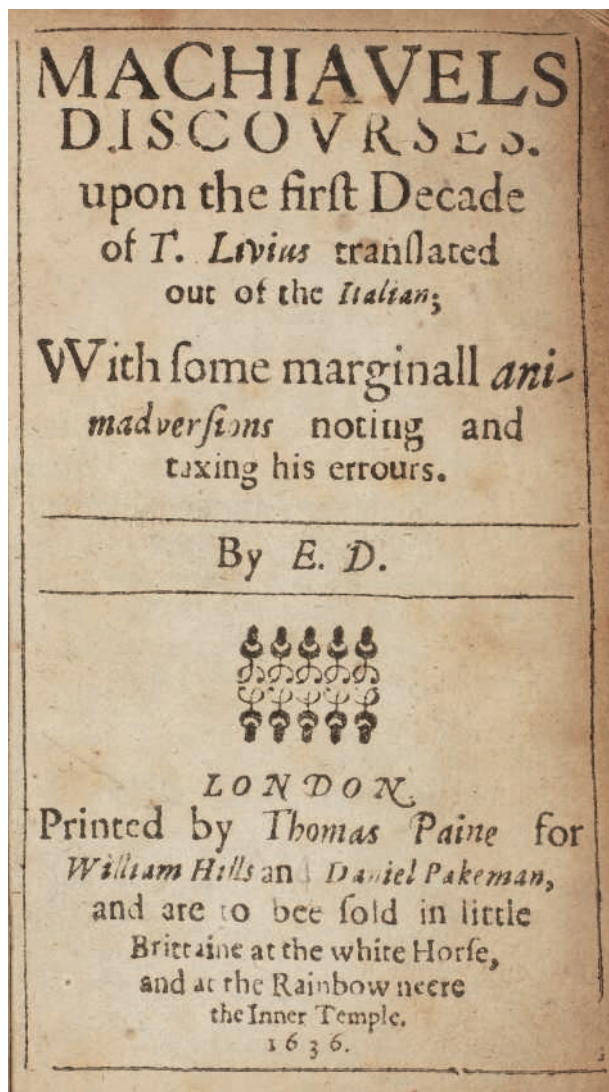 MACHIAVELS
DISCOVRSES.
upon the firſt Decade
of T. Livius tranſlated
out of the Italian;
With ſome marginall ani-
madverſions noting and
taxing his errours.
By E. D.
LONDON,
Printed by Thomas Paine for
William Hills and Daniel Pakeman,
and are to bee ſold in little
Brittaine at the white Horſe,
and at the Rainbow neere
the Inner Temple.
1636.